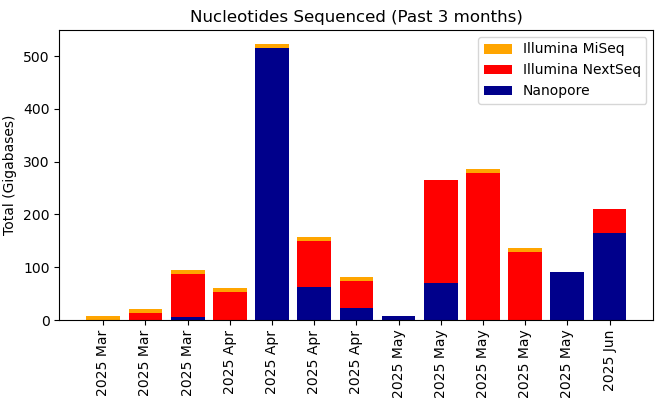 Nucleotides Sequenced (Past 3 months)
Illumina MiSeq
Illumina NextSeq
Nanopore
Total (Gigabases)
500
400
300
200
100
0
2025 Mar
2025 Mar
2025 Mar
2025 Apr
2025 Apr
2025 Apr
2025 Apr
2025 May
2025 May
2025 May
2025 May
2025 May
2025 Jun